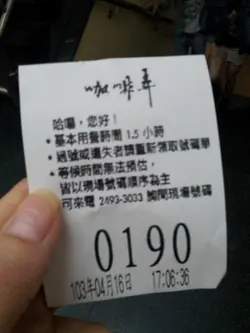 咖啡弄
哈囉，您好！
• 基本用餐時間 1.5 小時
• 過號或遺失者請重新領取號碼單
• 等候時間無法預估，
皆以現場號碼順序為主
可來電 2493-3033 詢問現場號碼
0190
103年04月16日 17:06:36